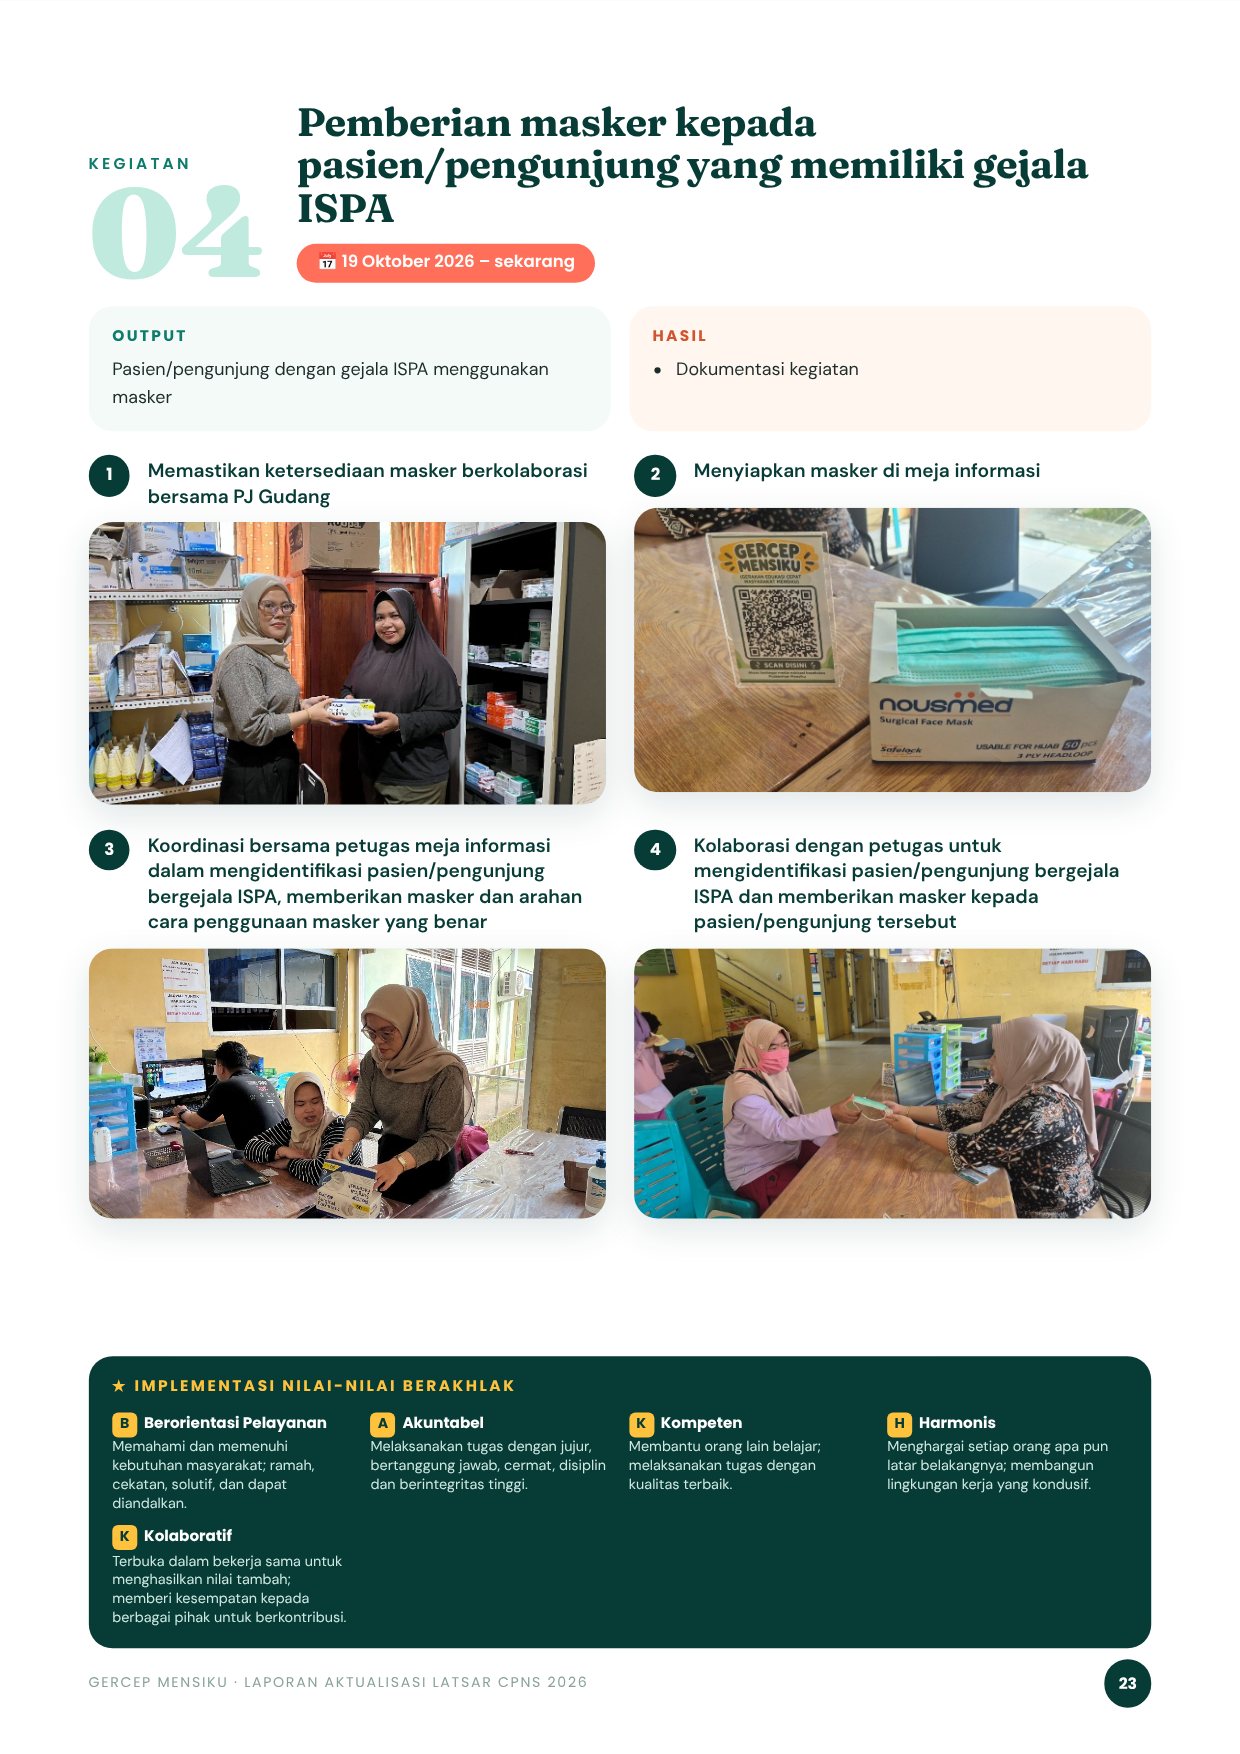 KEGIATAN
04
Pemberian masker kepada
pasien/pengunjung yang memiliki gejala
ISPA
19 Oktober 2026 – sekarang
OUTPUT
Pasien/pengunjung dengan gejala ISPA menggunakan
masker
HASIL
• Dokumentasi kegiatan
1
Memastikan ketersediaan masker berkolaborasi
bersama PJ Gudang
2
Menyiapkan masker di meja informasi
GERCEP
MENSIKU
SCAN DISINI
nousmed
Surgical Face Mask
Safelock
USABLE FOR HIJAB 50 pcs
3 PLY HEADLOOP
3
Koordinasi bersama petugas meja informasi
dalam mengidentifikasi pasien/pengunjung
bergejala ISPA, memberikan masker dan arahan
cara penggunaan masker yang benar
4
Kolaborasi dengan petugas untuk
mengidentifikasi pasien/pengunjung bergejala
ISPA dan memberikan masker kepada
pasien/pengunjung tersebut
SETIAP HARI RABU
★ IMPLEMENTASI NILAI-NILAI BERAKHLAK
B Berorientasi Pelayanan
Memahami dan memenuhi
kebutuhan masyarakat; ramah,
cekatan, solutif, dan dapat
diandalkan.
A Akuntabel
Melaksanakan tugas dengan jujur,
bertanggung jawab, cermat, disiplin
dan berintegritas tinggi.
K Kompeten
Membantu orang lain belajar;
melaksanakan tugas dengan
kualitas terbaik.
H Harmonis
Menghargai setiap orang apa pun
latar belakangnya; membangun
lingkungan kerja yang kondusif.
K Kolaboratif
Terbuka dalam bekerja sama untuk
menghasilkan nilai tambah;
memberi kesempatan kepada
berbagai pihak untuk berkontribusi.
GERCEP MENSIKU · LAPORAN AKTUALISASI LATSAR CPNS 2026
23